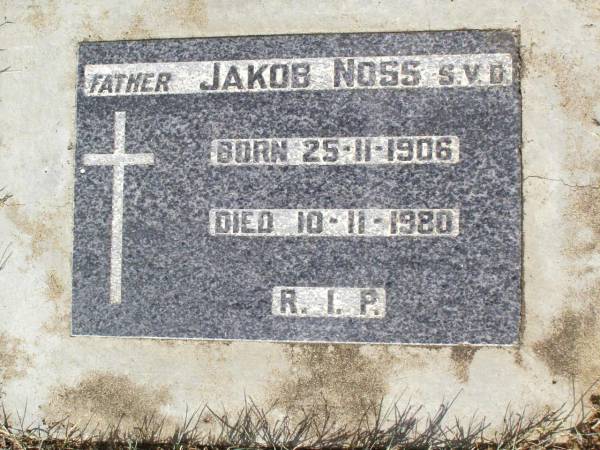 FATHER JAKOB NOSS S.V.D
BORN 25-11-1906
DIED 10-11-1980
R. I. P.